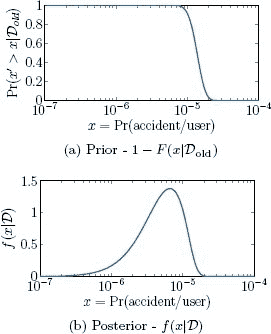 1
0.8
0.6
0.4
0.2
0
Pr(x' > x|𝒟old)
10⁻⁷ 10⁻⁶ 10⁻⁵ 10⁻⁴
x = Pr(accident/user)
(a) Prior - 1 − F(x|𝒟old)
1.5
1
0.5
0
f(x|𝒟)
10⁻⁷ 10⁻⁶ 10⁻⁵ 10⁻⁴
x = Pr(accident/user)
(b) Posterior - f(x|𝒟)